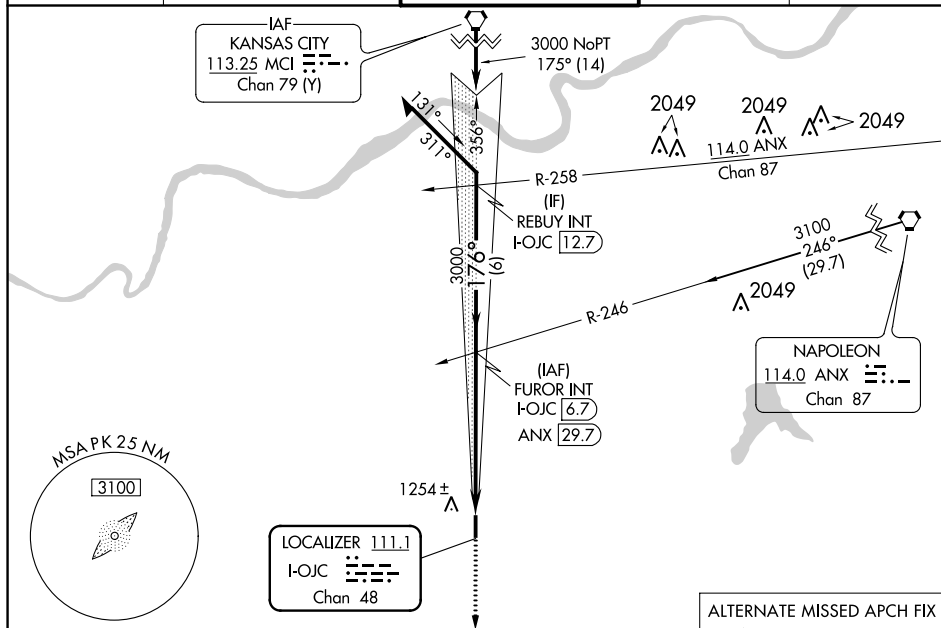 IAF
KANSAS CITY
113.25 MCI
Chan 79 (Y)
3000 NoPT
175° (14)
131°
311°
356°
2049
2049
2049
114.0 ANX
Chan 87
R-258
(IF)
REBUY INT
I-OJC 12.7
3000
176°
(6)
3100
246°
(29.7)
2049
R-246
(IAF)
FUROR INT
I-OJC 6.7
ANX 29.7
NAPOLEON
114.0 ANX
Chan 87
MSA PK 25 NM
3100
1254 ±
LOCALIZER 111.1
I-OJC
Chan 48
ALTERNATE MISSED APCH FIX